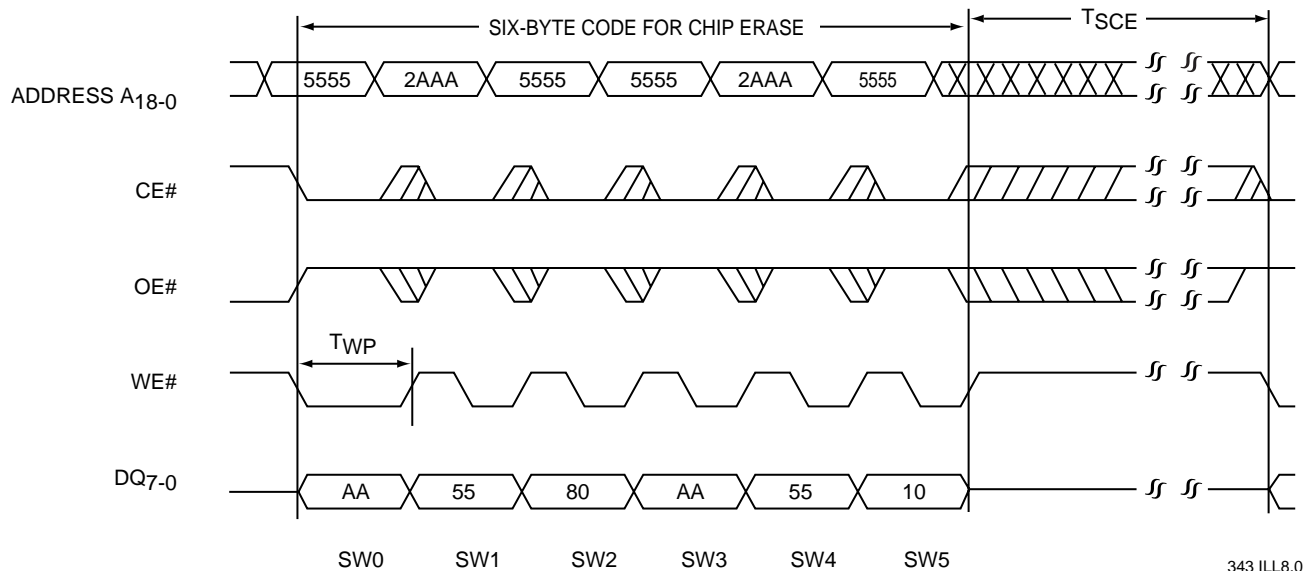 SIX-BYTE CODE FOR CHIP ERASE
TSCE
ADDRESS A18-0
5555 2AAA 5555 5555 2AAA 5555
CE#
OE#
TWP
WE#
DQ7-0
AA 55 80 AA 55 10
SW0 SW1 SW2 SW3 SW4 SW5
343 ILL8.0